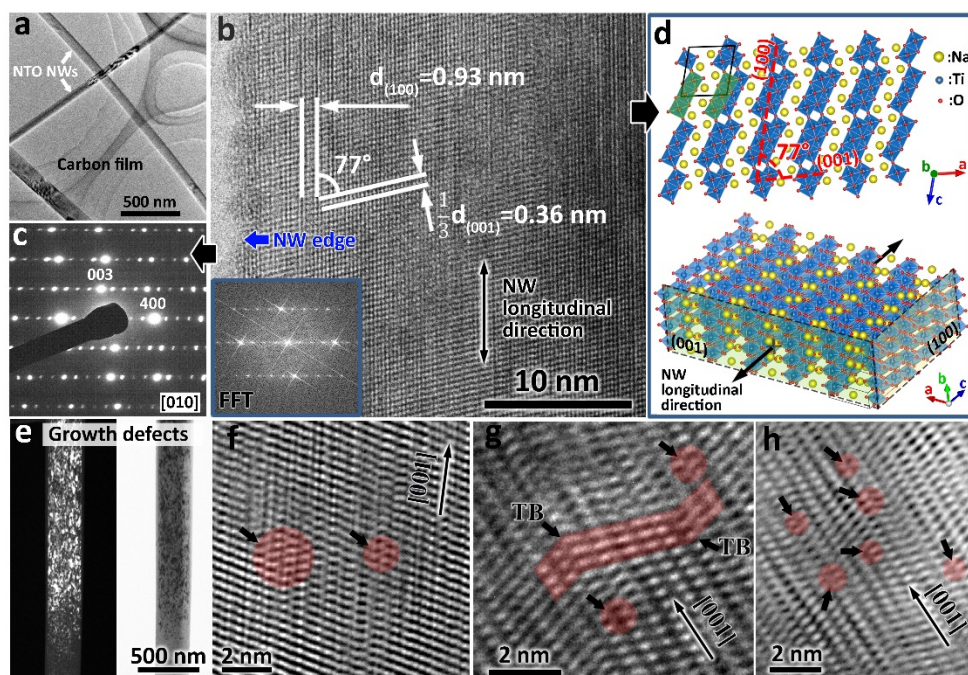 a
NTO NWs
Carbon film
500 nm
b
d(100)=0.93 nm
77°
1/3 d(001)=0.36 nm
NW edge
NW
longitudinal
direction
FFT
10 nm
c
003
400
[010]
d
:Na
:Ti
:O
(100)
77°
(001)
b
a
c
(001)
(100)
NW
longitudinal
direction
a
b
c
e
Growth defects
500 nm
f
[001]
2 nm
g
TB
TB
[001]
2 nm
h
[001]
2 nm